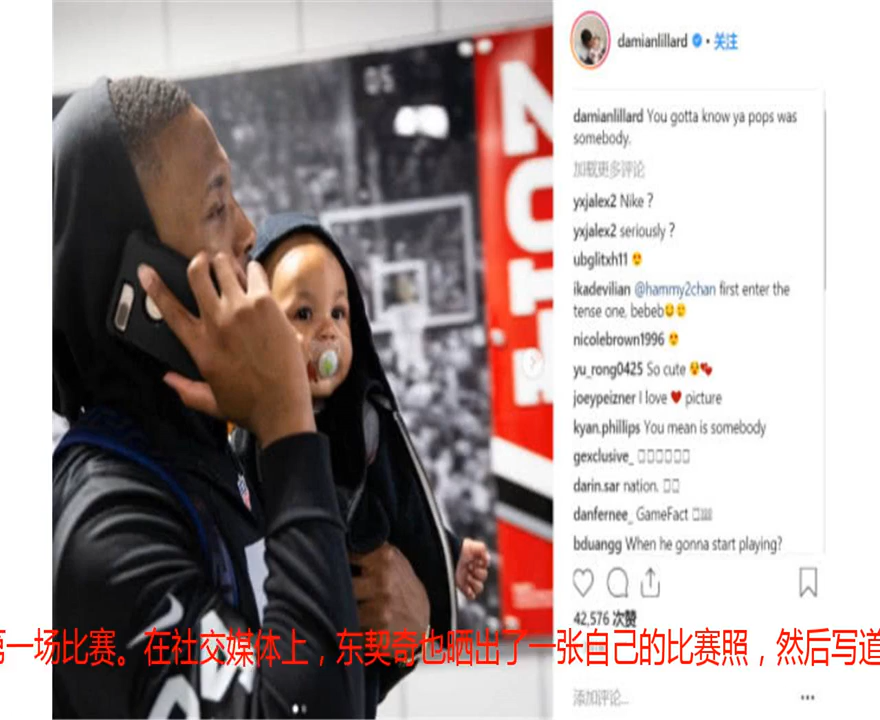 damianlillard • 关注
damianlillard You gotta know ya pops was
somebody.
加载更多评论
yxjalex2 Nike ?
yxjalex2 seriously ?
ubglitxh11 😍
ikadevilian @hammy2chan first enter the
tense one, bebeb
nicolebrown1996 😍
yu_rong0425 So cute
joeypeizner I love ❤ picture
kyan.phillips You mean is somebody
gexclusive_
darin.sar nation.
danfernee_ GameFact
bduangg When he gonna start playing?
42,576 次赞
第一场比赛。在社交媒体上，东契奇也晒出了一张自己的比赛照，然后写道
添加评论...